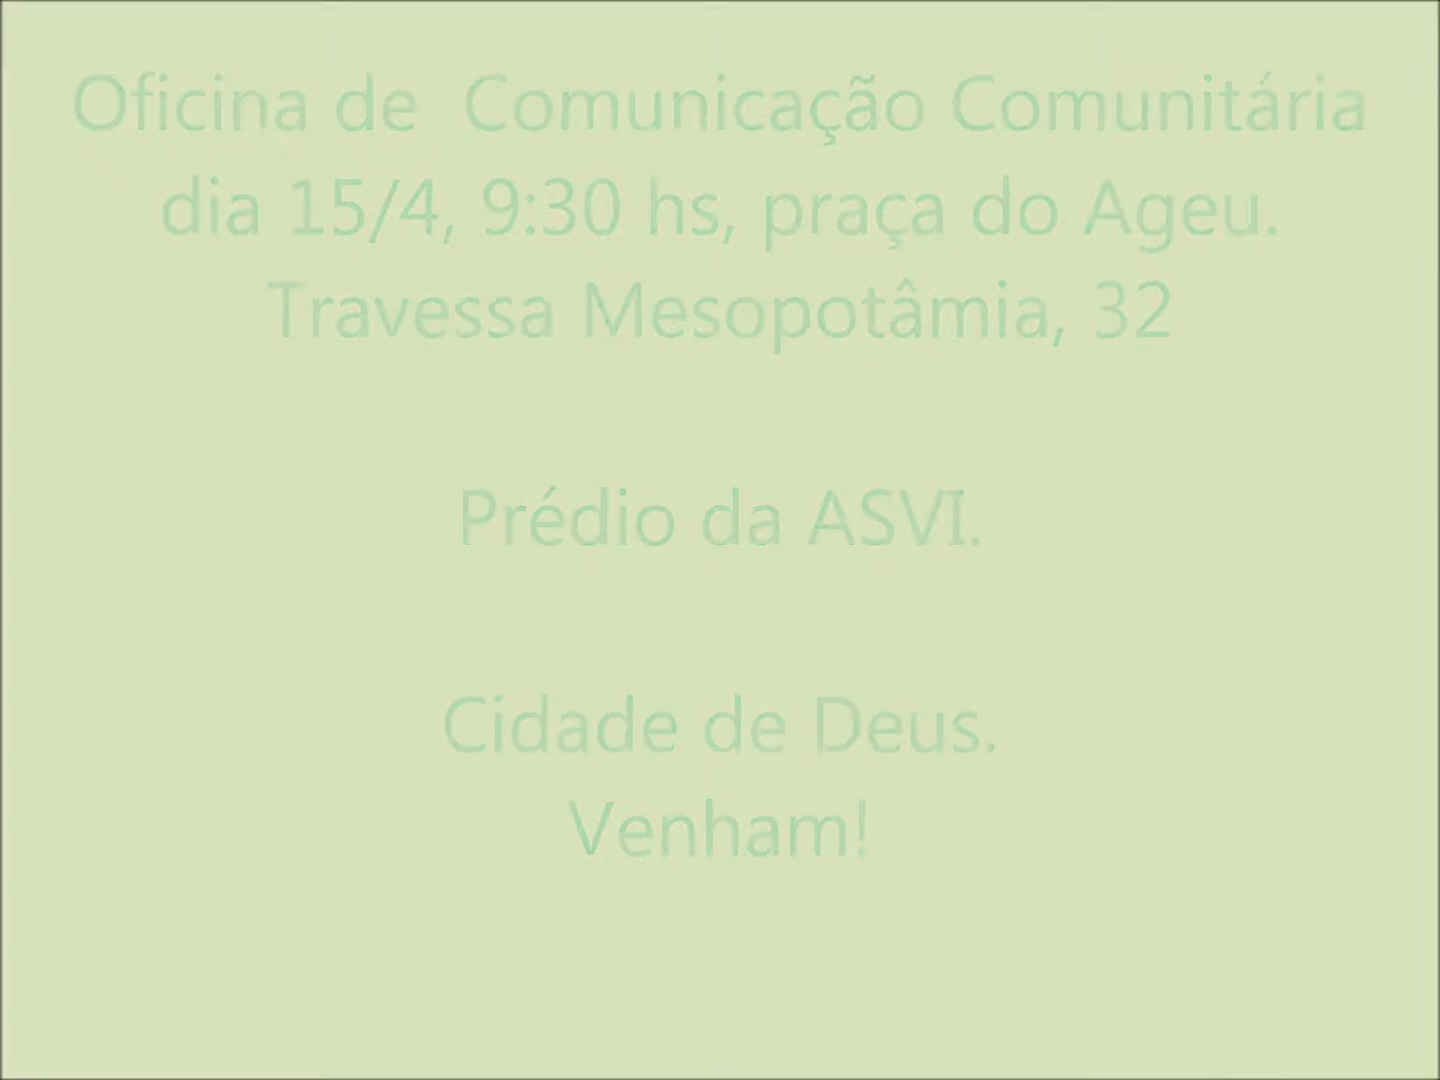 Oficina de  Comunicação Comunitária
dia 15/4, 9:30 hs, praça do Ageu.
Travessa Mesopotâmia, 32
Prédio da ASVI.
Cidade de Deus.
Venham!